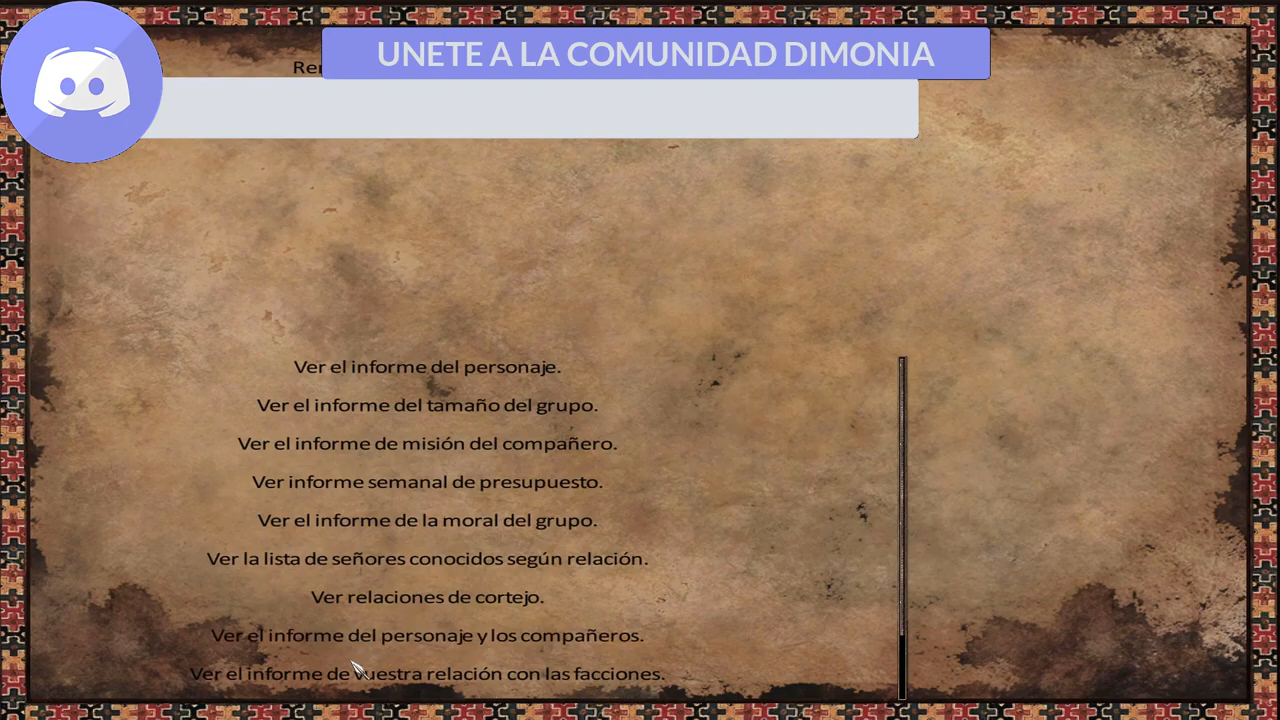 UNETE A LA COMUNIDAD DIMONIA
Ver el informe del personaje.
Ver el informe del tamaño del grupo.
Ver el informe de misión del compañero.
Ver informe semanal de presupuesto.
Ver el informe de la moral del grupo.
Ver la lista de señores conocidos según relación.
Ver relaciones de cortejo.
Ver el informe del personaje y los compañeros.
Ver el informe de vuestra relación con las facciones.